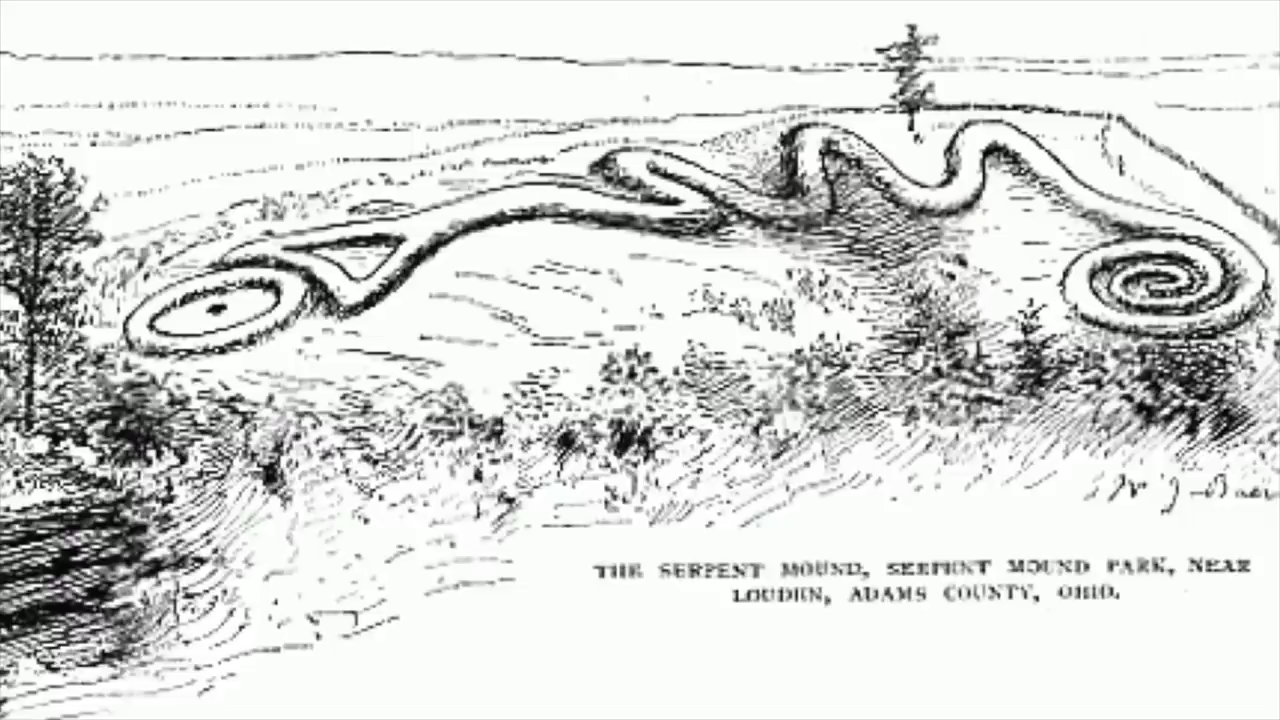 THE SERPENT MOUND, SERPENT MOUND PARK, NEAR
LOUDEN, ADAMS COUNTY, OHIO.